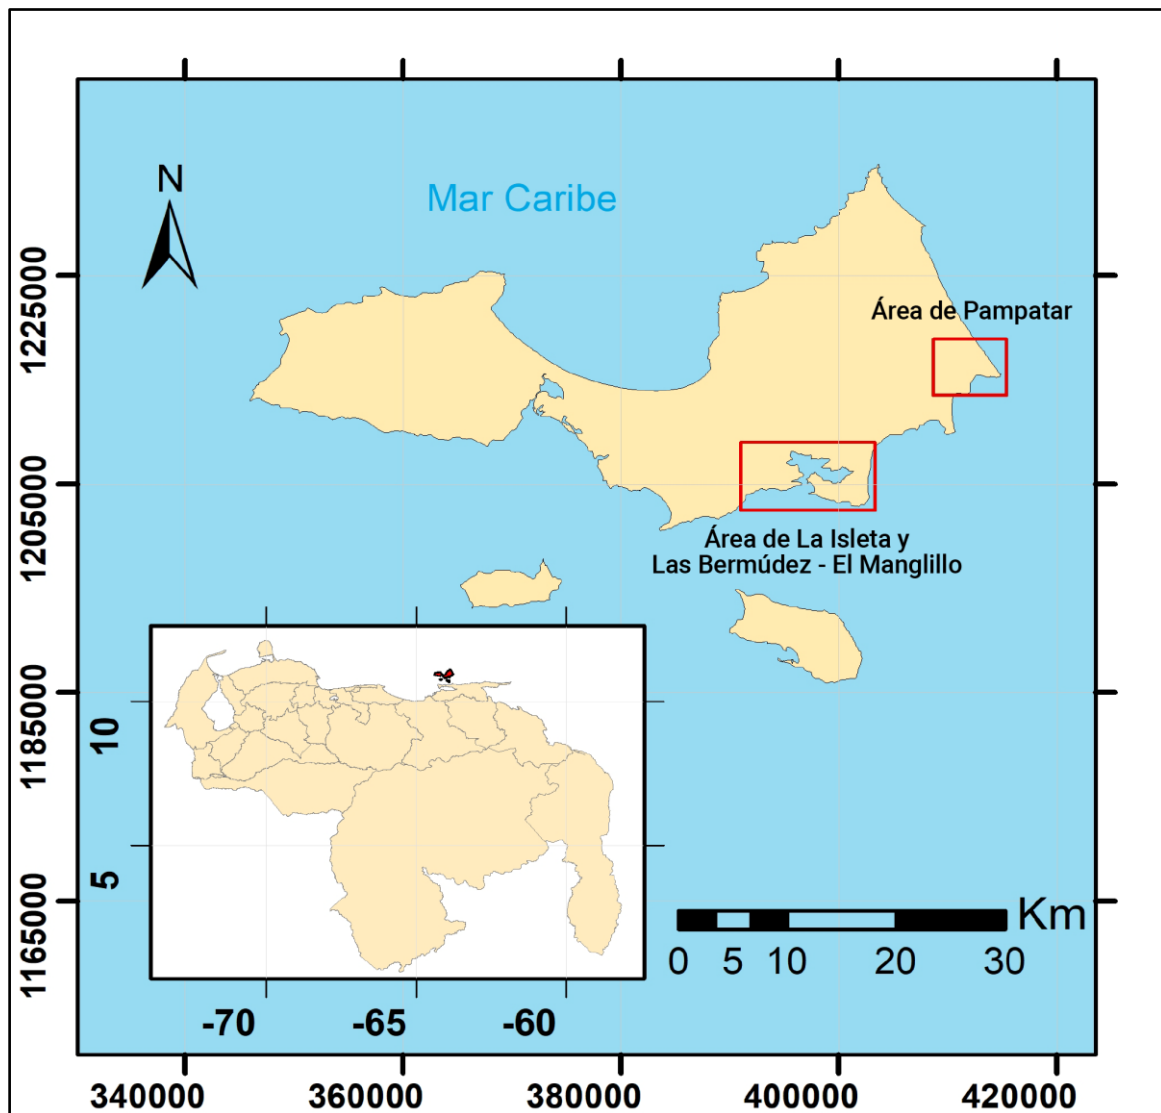 N
Mar Caribe
Área de Pampatar
Área de La Isleta y
Las Bermúdez - El Manglillo
1225000
1205000
1185000
1165000
10
5
-70 -65 -60
Km
0 5 10 20 30
340000 360000 380000 400000 420000